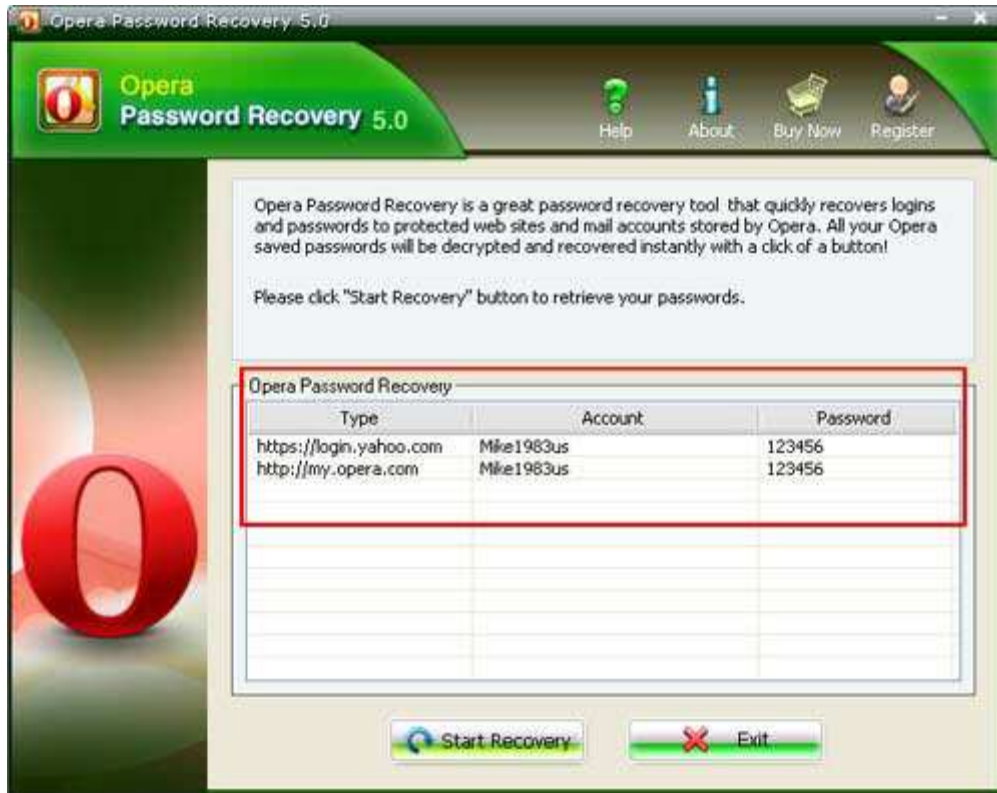 Opera Password Recovery 5.0
Opera
Password Recovery 5.0
Help
About
Buy Now
Register
Opera Password Recovery is a great password recovery tool that quickly recovers logins
and passwords to protected web sites and mail accounts stored by Opera. All your Opera
saved passwords will be decrypted and recovered instantly with a click of a button!
Please click "Start Recovery" button to retrieve your passwords.
Opera Password Recovery
Type Account Password
https://login.yahoo.com Mike1983us 123456
http://my.opera.com Mike1983us 123456
Start Recovery
Exit